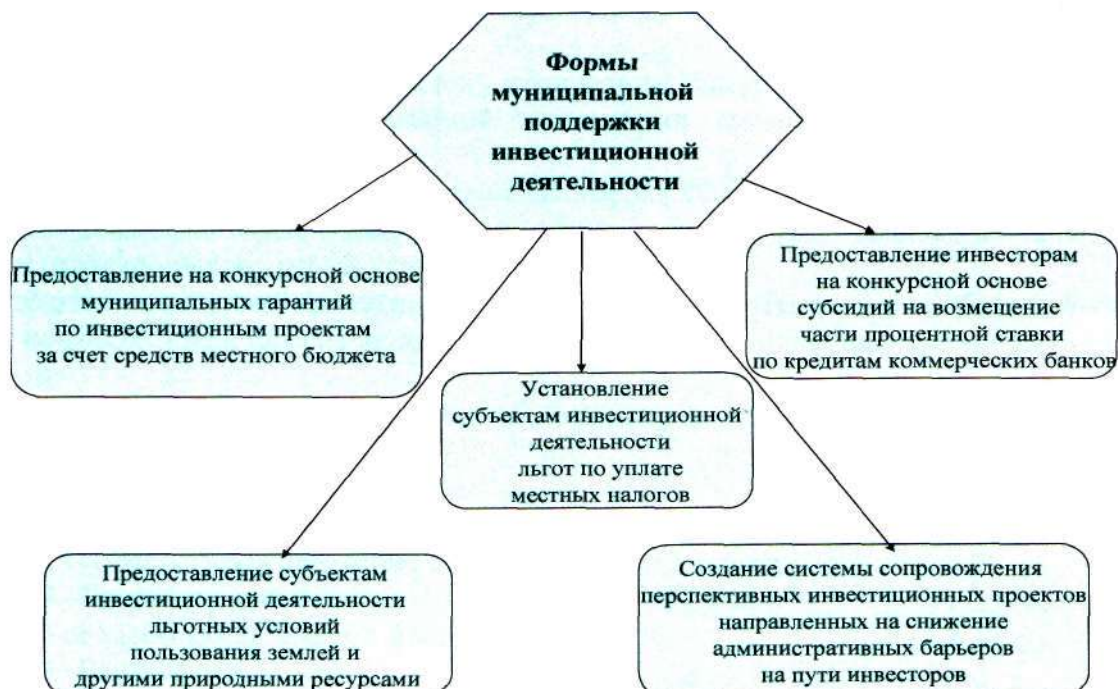 Формы
муниципальной
поддержки
инвестиционной
деятельности
Предоставление на конкурсной основе
муниципальных гарантий
по инвестиционным проектам
за счет средств местного бюджета
Предоставление инвесторам
на конкурсной основе
субсидий на возмещение
части процентной ставки
по кредитам коммерческих банков
Установление
субъектам инвестиционной
деятельности
льгот по уплате
местных налогов
Предоставление субъектам
инвестиционной деятельности
льготных условий
пользования землей и
другими природными ресурсами
Создание системы сопровождения
перспективных инвестиционных проектов
направленных на снижение
административных барьеров
на пути инвесторов